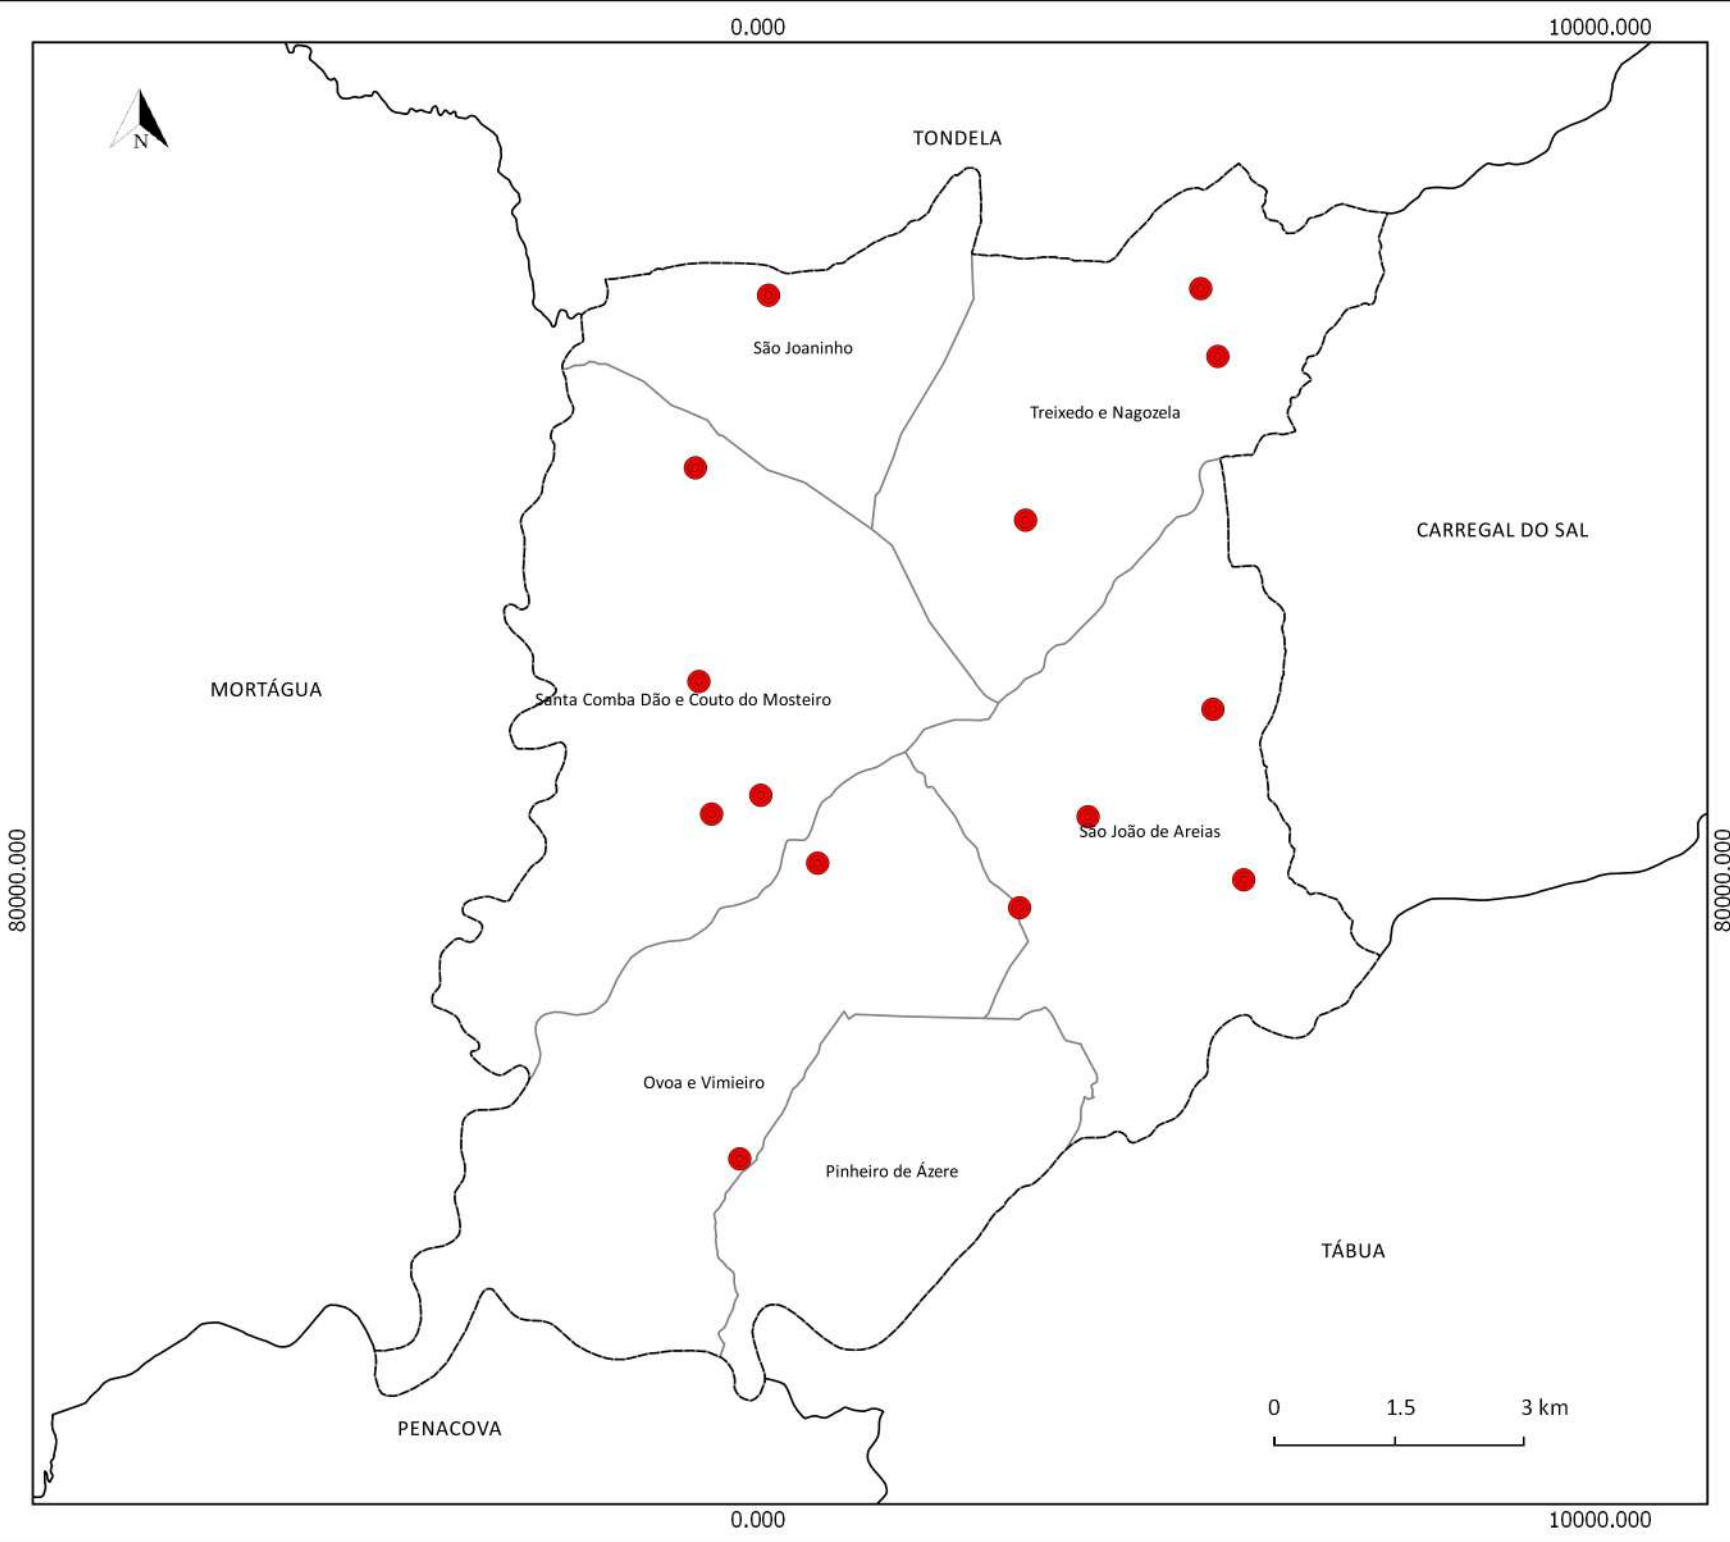 0.000 10000.000
N
TONDELA
São Joaninho
Treixedo e Nagozela
CARREGAL DO SAL
MORTÁGUA
Santa Comba Dão e Couto do Mosteiro
São João de Areias
80000.000
80000.000
Ovoa e Vimieiro
Pinheiro de Ázere
TÁBUA
0 1.5 3 km
PENACOVA
0.000 10000.000